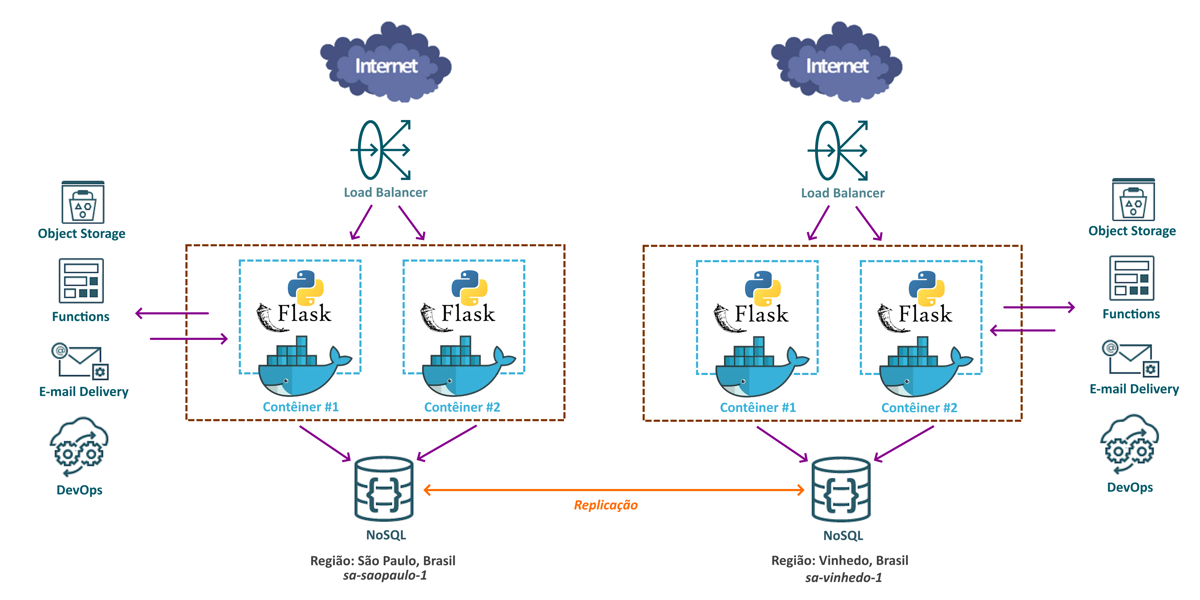 Internet
Internet
Load Balancer
Load Balancer
Object Storage
Object Storage
Functions
Functions
E-mail Delivery
E-mail Delivery
DevOps
DevOps
Flask
Flask
Flask
Flask
Contêiner #1
Contêiner #2
Contêiner #1
Contêiner #2
@
@
{}
{}
Replicação
NoSQL
NoSQL
Região: São Paulo, Brasil
sa-saopaulo-1
Região: Vinhedo, Brasil
sa-vinhedo-1